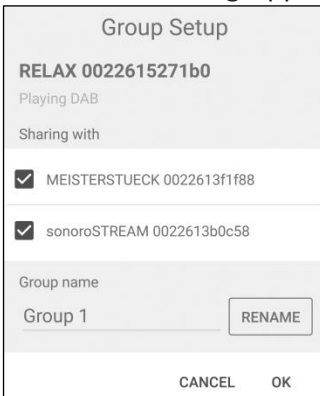 Group Setup
RELAX 0022615271b0
Playing DAB
Sharing with
MEISTERSTUECK 0022613f1f88
sonoroSTREAM 0022613b0c58
Group name
Group 1
RENAME
CANCEL OK